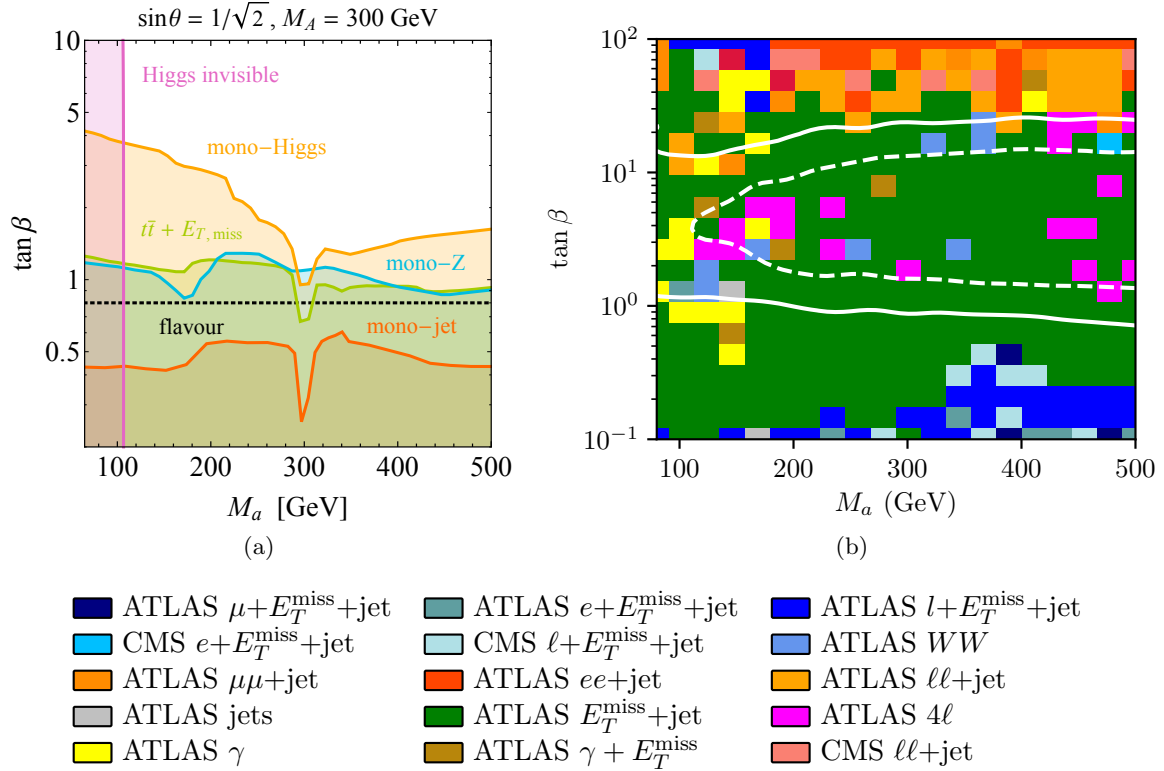 sin θ = 1/√2 , M_A = 300 GeV
10
5
1
0.5
tan β
Higgs invisible
mono−Higgs
tt̄ + E_{T,miss}
mono−Z
flavour
mono−jet
100 200 300 400 500
M_a [GeV]
(a)
10^2
10^1
10^0
10^{−1}
tan β
100 200 300 400 500
M_a (GeV)
(b)
ATLAS μ+E_T^miss+jet ATLAS e+E_T^miss+jet ATLAS l+E_T^miss+jet
CMS e+E_T^miss+jet CMS ℓ+E_T^miss+jet ATLAS WW
ATLAS μμ+jet ATLAS ee+jet ATLAS ℓℓ+jet
ATLAS jets ATLAS E_T^miss+jet ATLAS 4ℓ
ATLAS γ ATLAS γ + E_T^miss CMS ℓℓ+jet